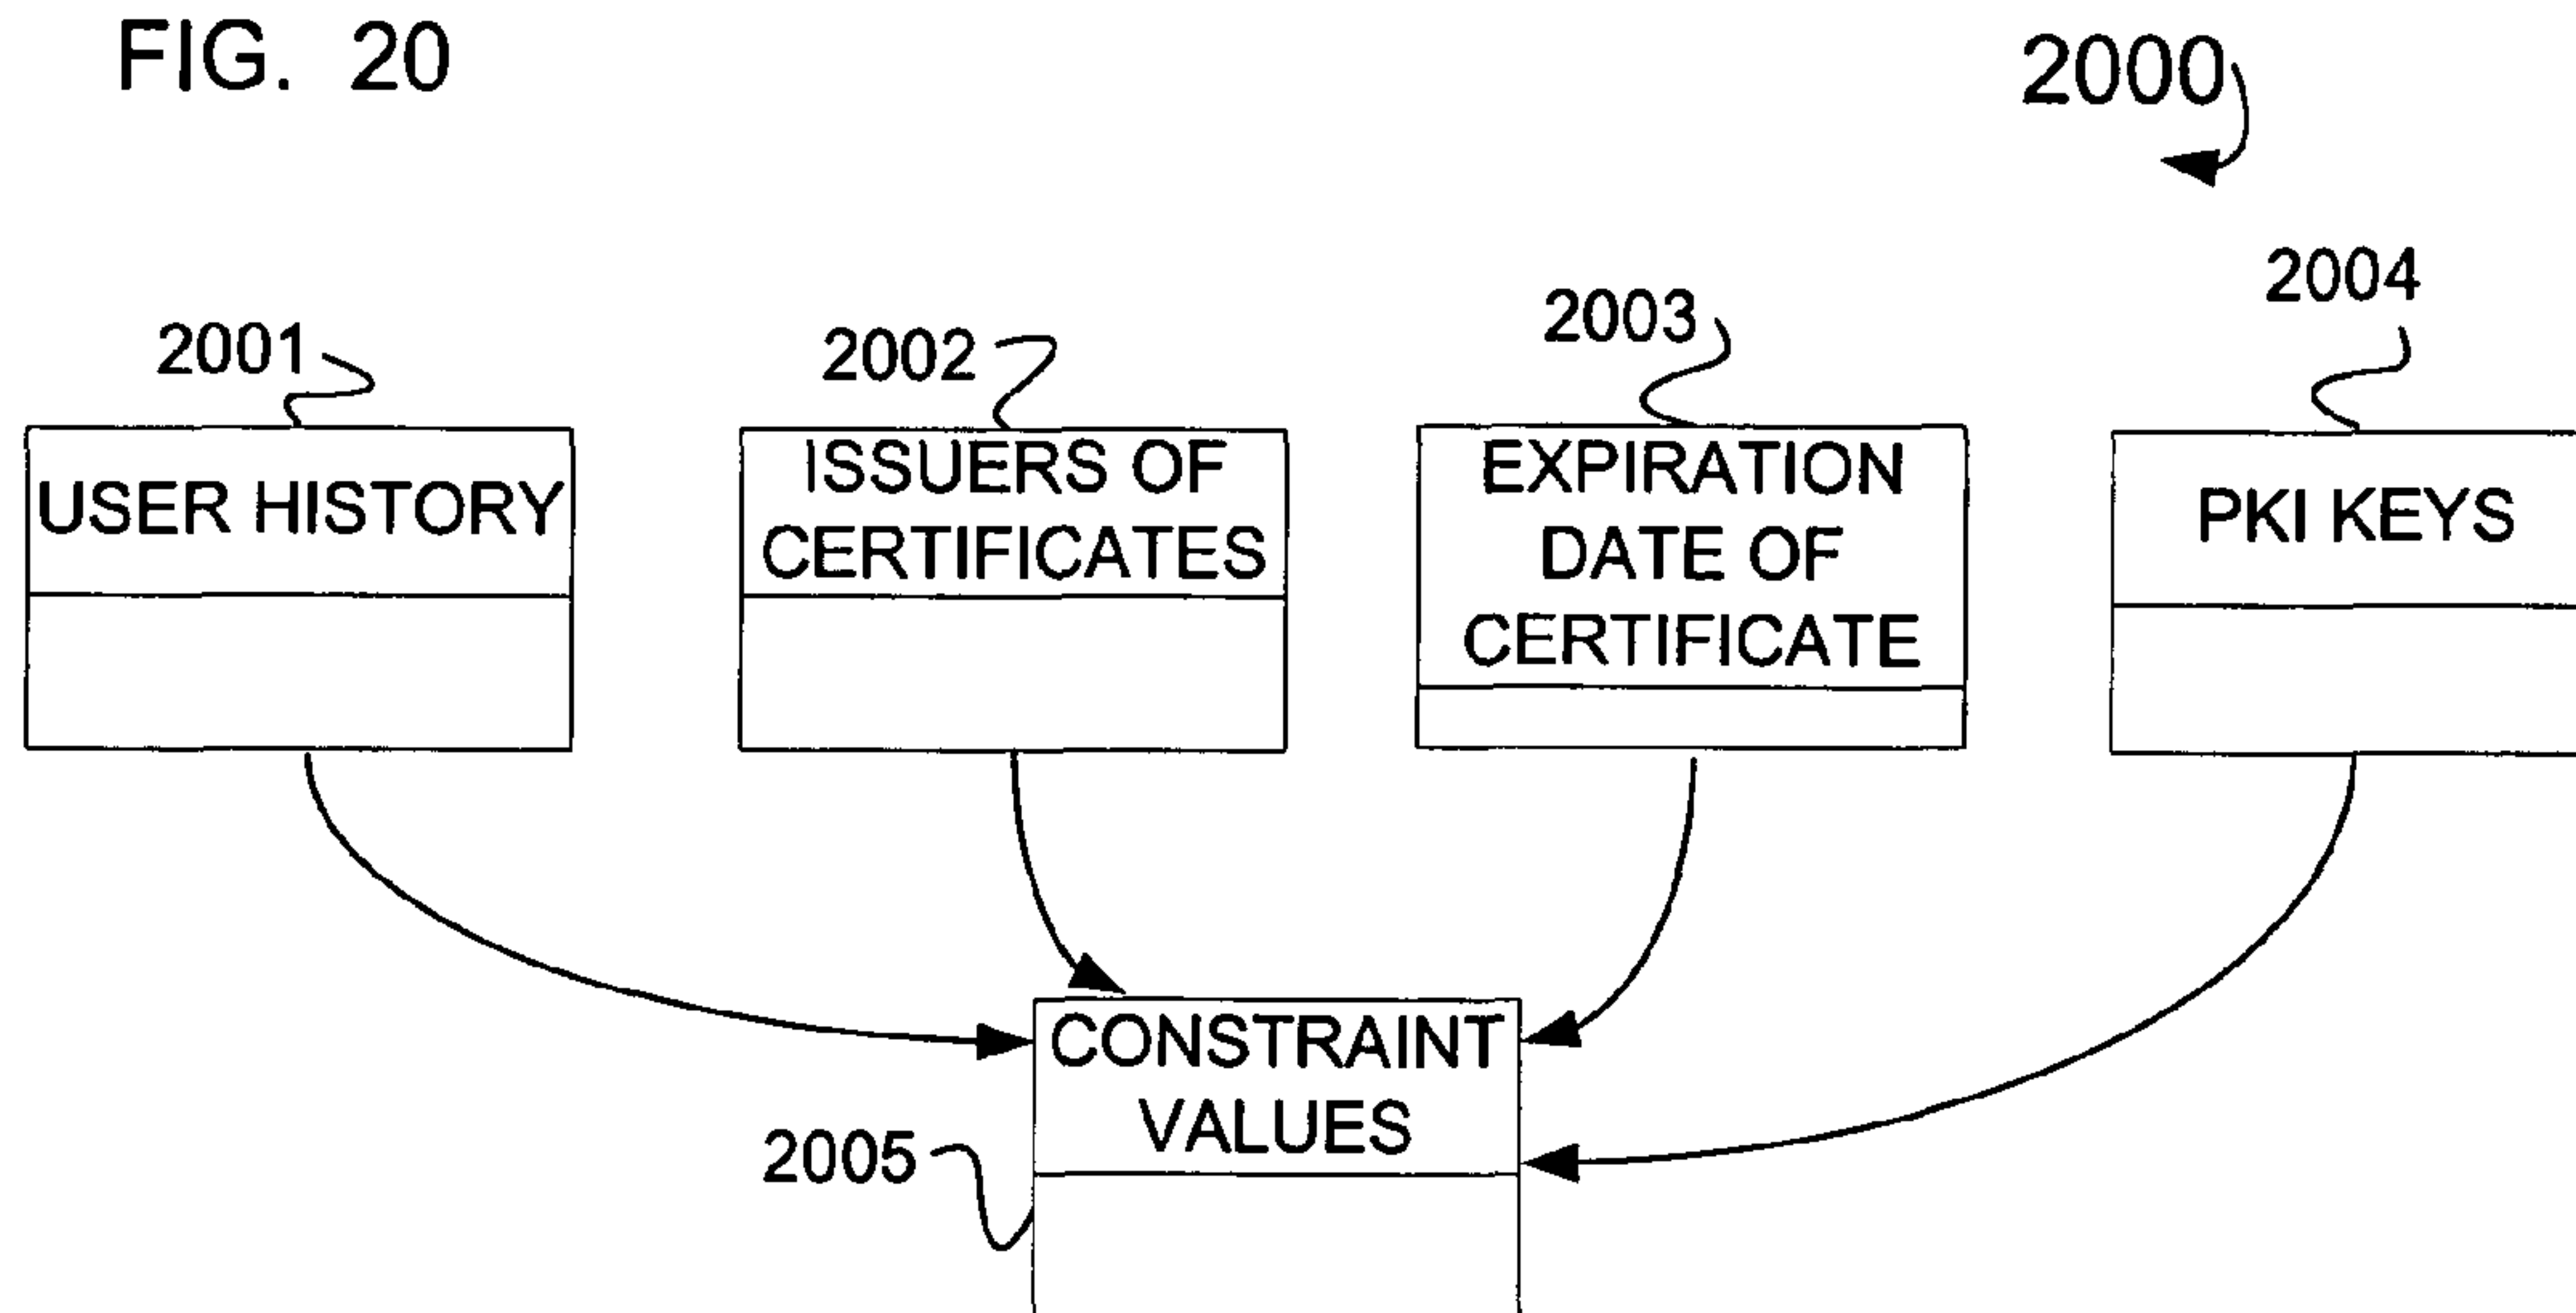 FIG. 20
2000
2001
2002
2003
2004
USER HISTORY
ISSUERS OF
CERTIFICATES
EXPIRATION
DATE OF
CERTIFICATE
PKI KEYS
CONSTRAINT
VALUES
2005